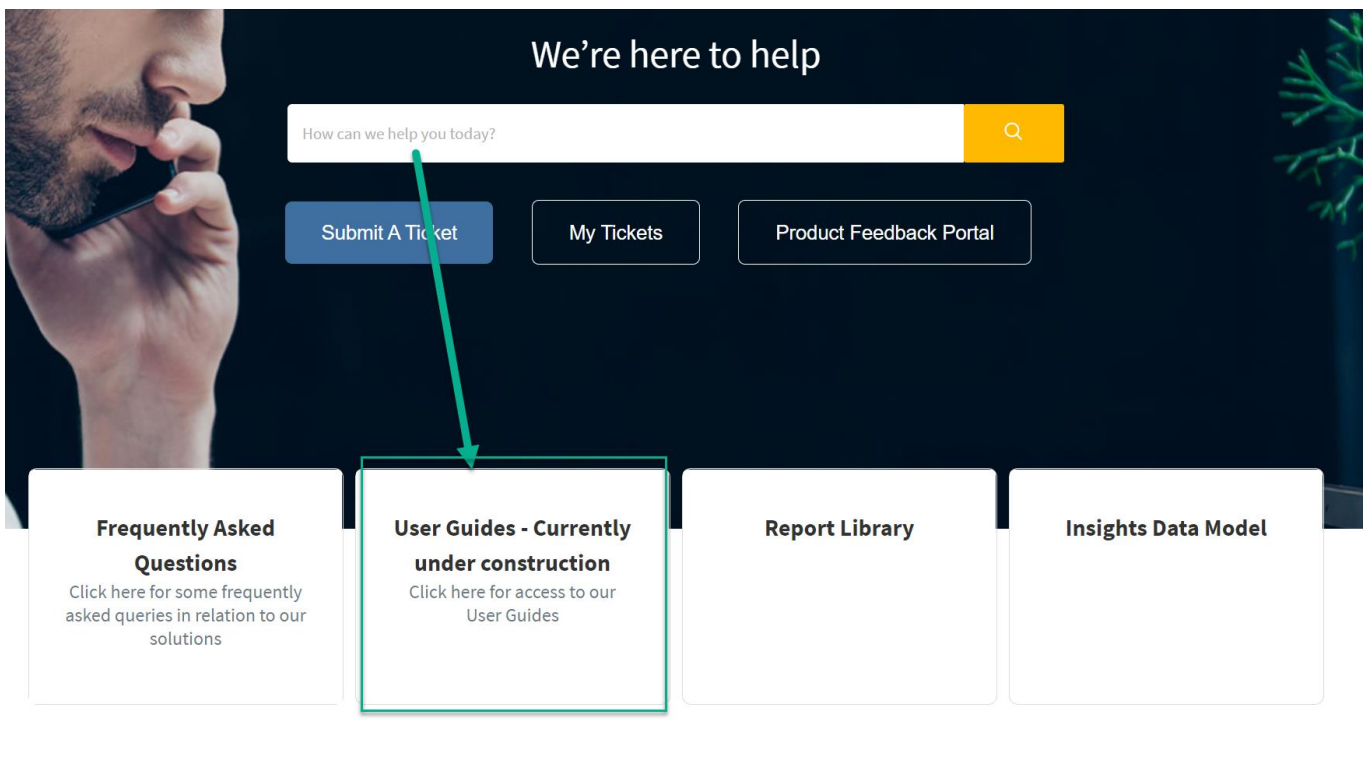 We’re here to help
How can we help you today?
Submit A Ticket
My Tickets
Product Feedback Portal
Frequently Asked
Questions
Click here for some frequently
asked queries in relation to our
solutions
User Guides - Currently
under construction
Click here for access to our
User Guides
Report Library
Insights Data Model